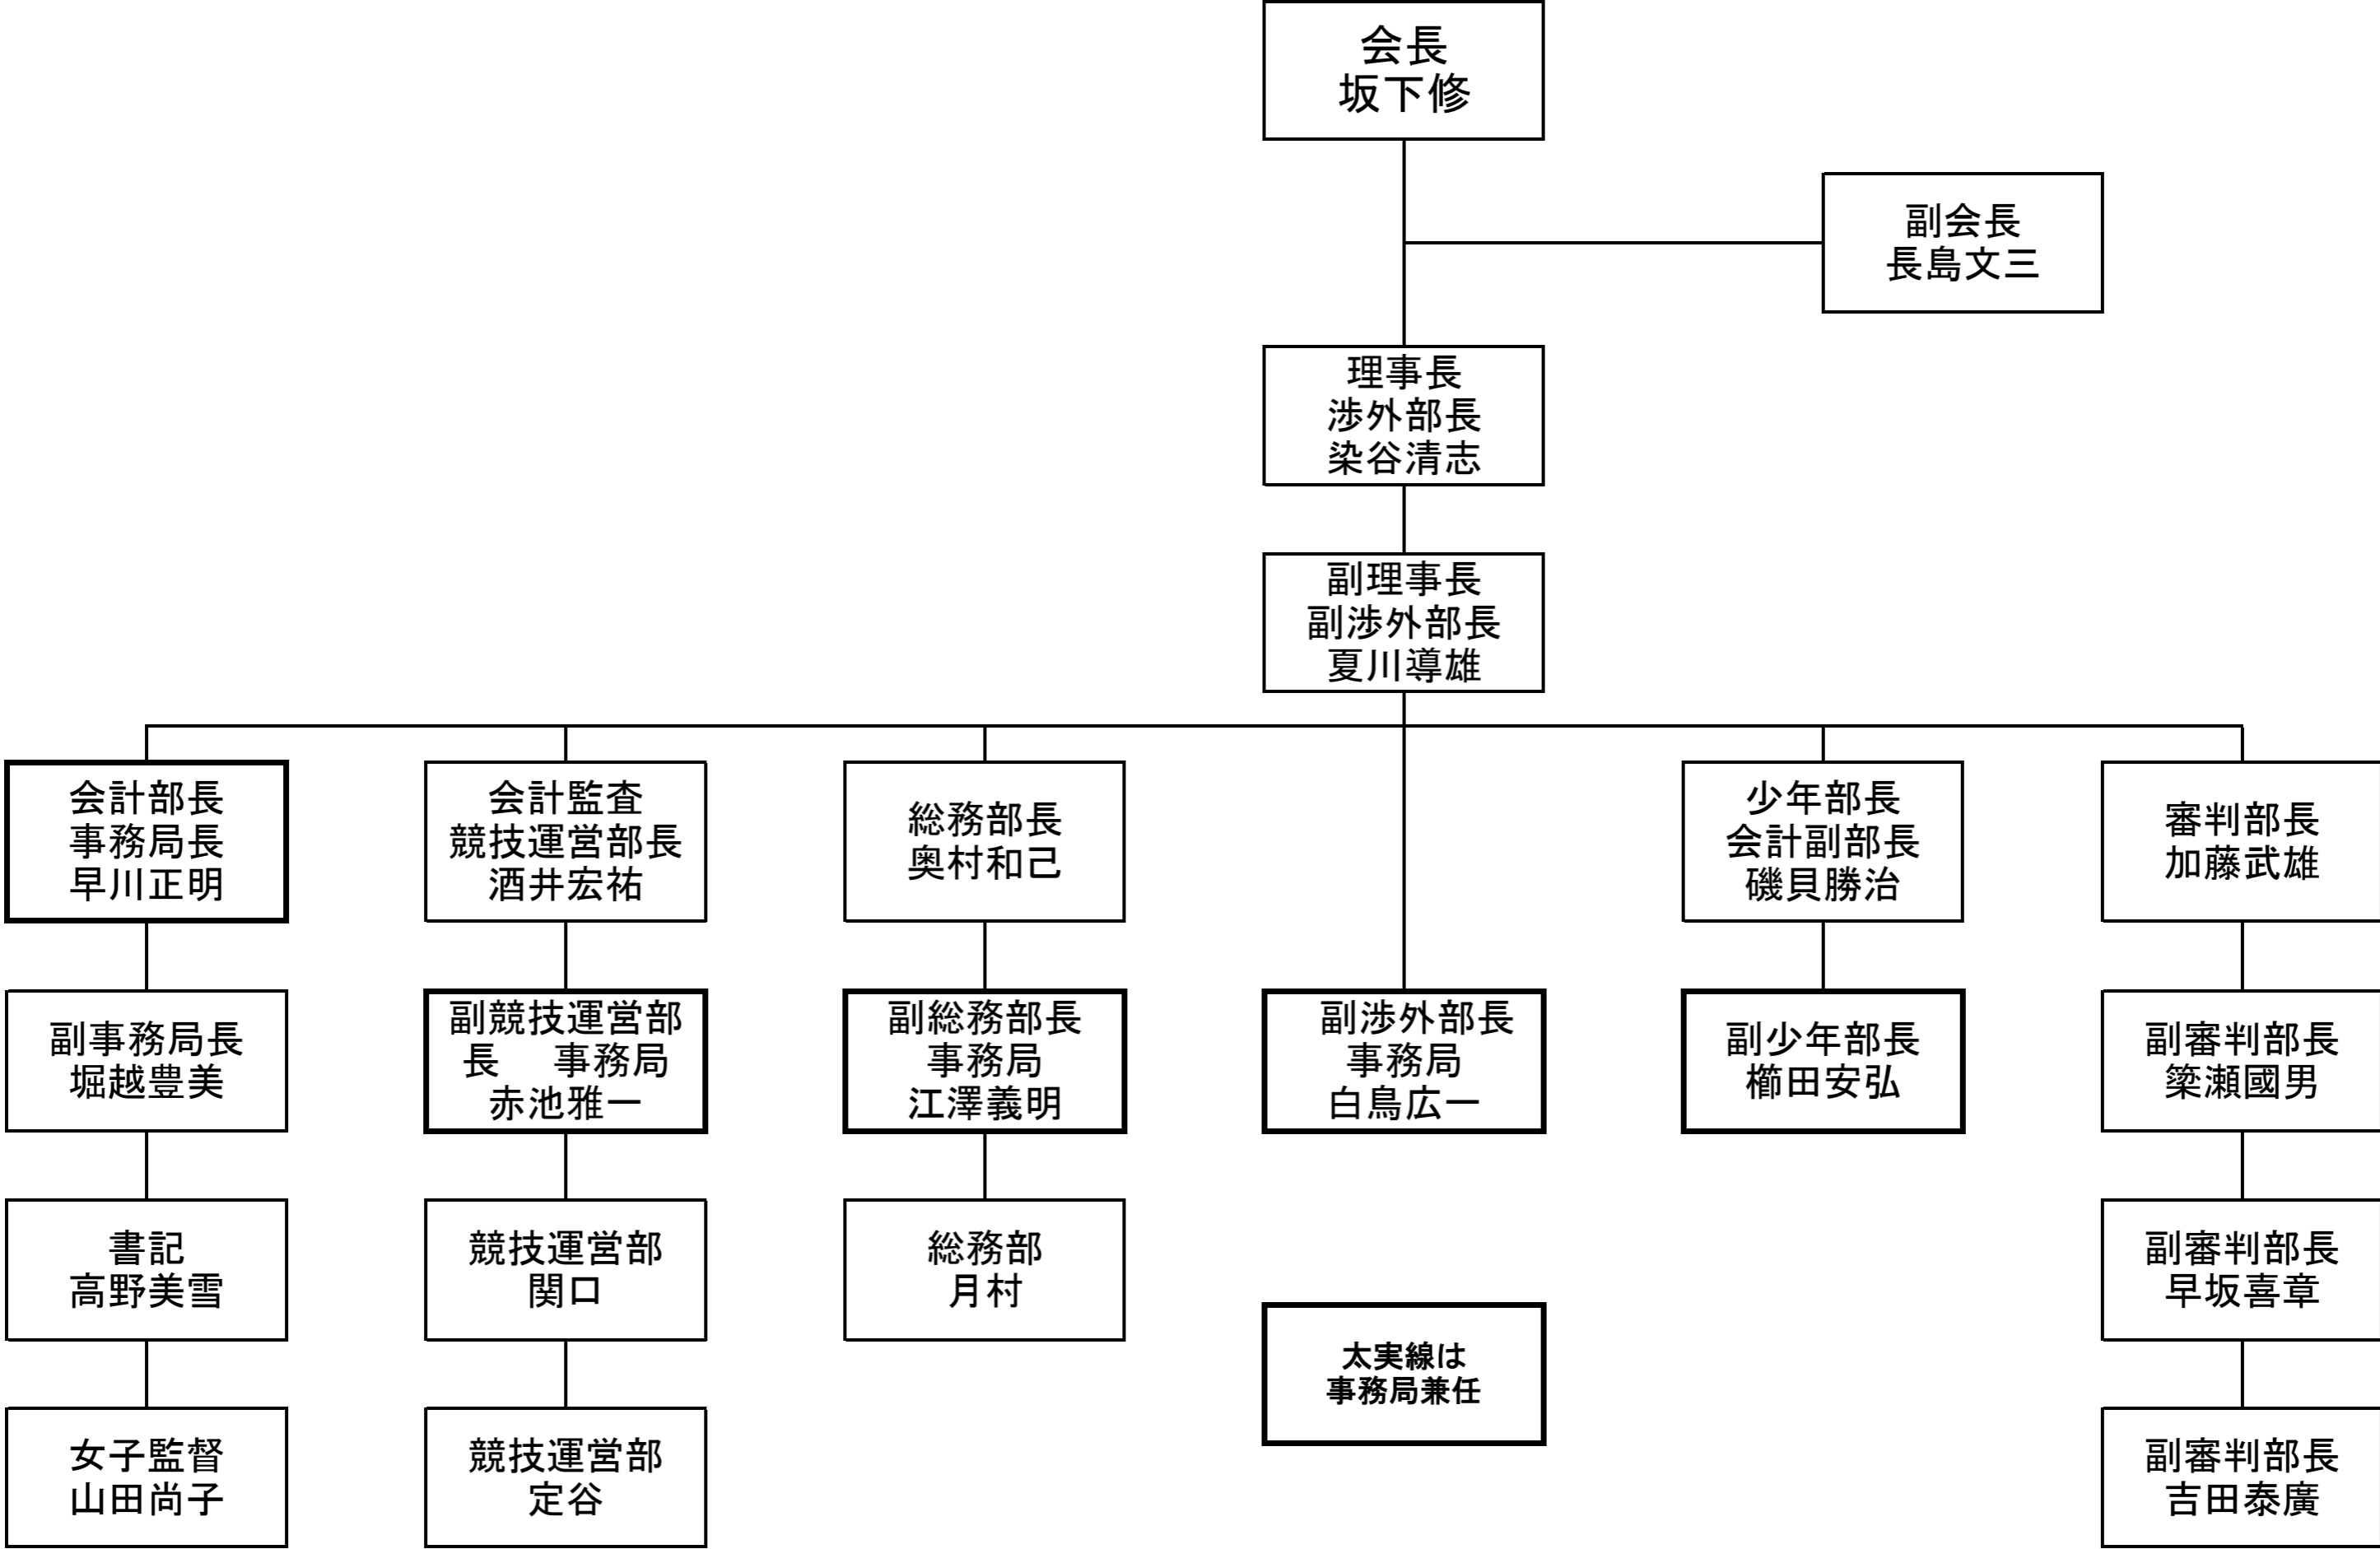 会長
坂下修
副会長
長島文三
理事長
渉外部長
染谷清志
副理事長
副渉外部長
夏川導雄
会計部長
事務局長
早川正明
会計監査
競技運営部長
酒井宏祐
総務部長
奥村和己
少年部長
会計副部長
磯貝勝治
審判部長
加藤武雄
副事務局長
堀越豊美
副競技運営部
長　事務局
赤池雅一
副総務部長
事務局
江澤義明
副渉外部長
事務局
白鳥広一
副少年部長
曛田安弘
副審判部長
簗瀬國男
書記
高野美雪
競技運営部
関口
総務部
月村
副審判部長
早坂喜章
太実線は
事務局兼任
女子監督
山田尚子
競技運営部
定谷
副審判部長
吉田泰廣